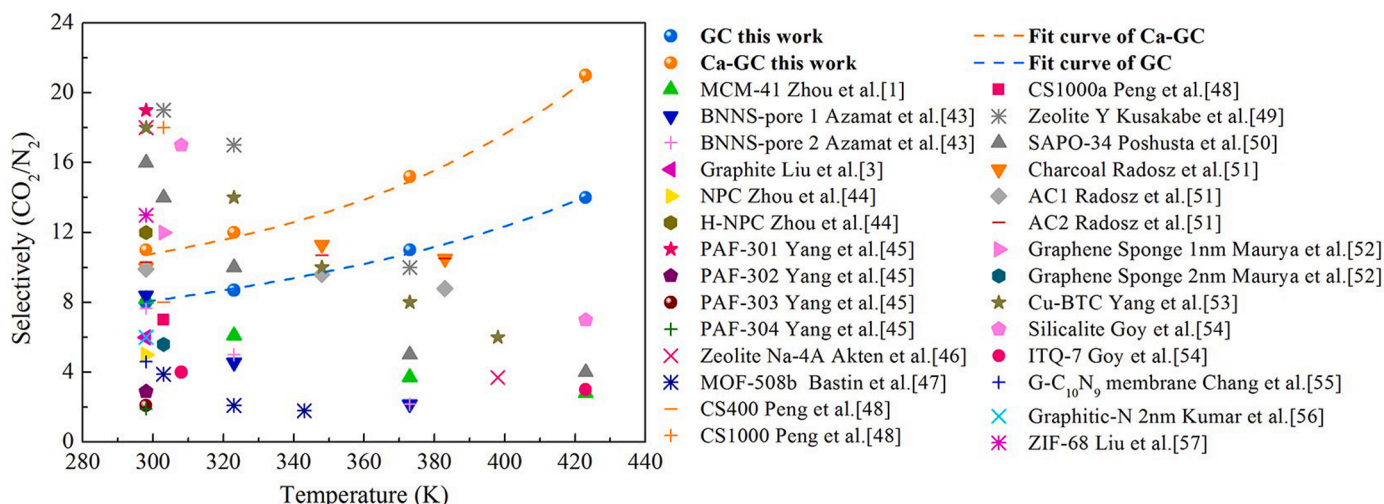 24
20
16
12
8
4
0
Selectively (CO2/N2)
280 300 320 340 360 380 400 420 440
Temperature (K)
GC this work
Ca-GC this work
MCM-41 Zhou et al.[1]
BNNS-pore 1 Azamat et al.[43]
BNNS-pore 2 Azamat et al.[43]
Graphite Liu et al.[3]
NPC Zhou et al.[44]
H-NPC Zhou et al.[44]
PAF-301 Yang et al.[45]
PAF-302 Yang et al.[45]
PAF-303 Yang et al.[45]
PAF-304 Yang et al.[45]
Zeolite Na-4A Akten et al.[46]
MOF-508b Bastin et al.[47]
CS400 Peng et al.[48]
CS1000 Peng et al.[48]
Fit curve of Ca-GC
Fit curve of GC
CS1000a Peng et al.[48]
Zeolite Y Kusakabe et al.[49]
SAPO-34 Poshusta et al.[50]
Charcoal Radosz et al.[51]
AC1 Radosz et al.[51]
AC2 Radosz et al.[51]
Graphene Sponge 1nm Maurya et al.[52]
Graphene Sponge 2nm Maurya et al.[52]
Cu-BTC Yang et al.[53]
Silicalite Goy et al.[54]
ITQ-7 Goy et al.[54]
G-C10N9 membrane Chang et al.[55]
Graphitic-N 2nm Kumar et al.[56]
ZIF-68 Liu et al.[57]